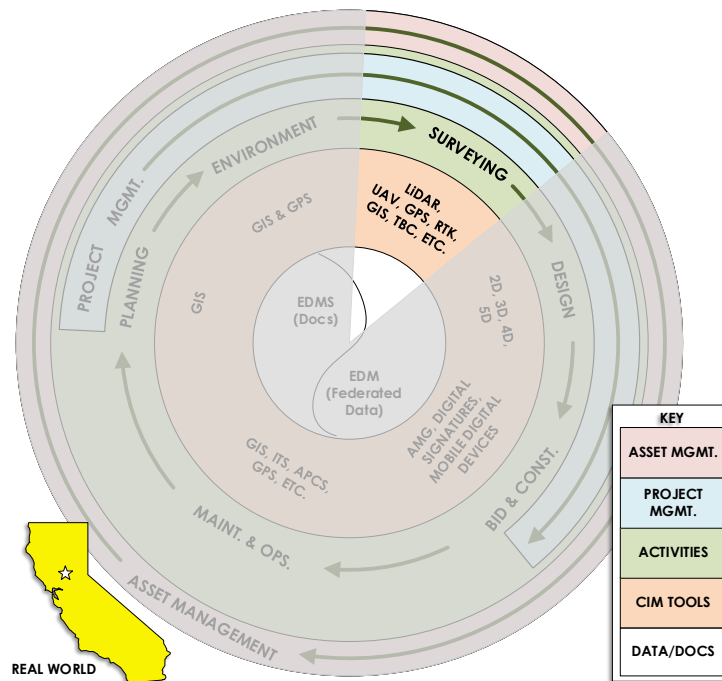 ENVIRONMENT
SURVEYING
LiDAR,
UAV, GPS, RTK,
GIS, TBC, ETC.
GIS & GPS
PROJECT MGMT.
PLANNING
GIS
EDMS
(Docs)
2D, 3D, 4D,
5D
DESIGN
EDM
(Federated
Data)
AMG, DIGITAL
SIGNATURES,
MOBILE DIGITAL
DEVICES
GIS, ITS, APCS,
GPS, ETC.
BID & CONST.
MAINT. & OPS.
ASSET MANAGEMENT
REAL WORLD
KEY
ASSET MGMT.
PROJECT
MGMT.
ACTIVITIES
CIM TOOLS
DATA/DOCS